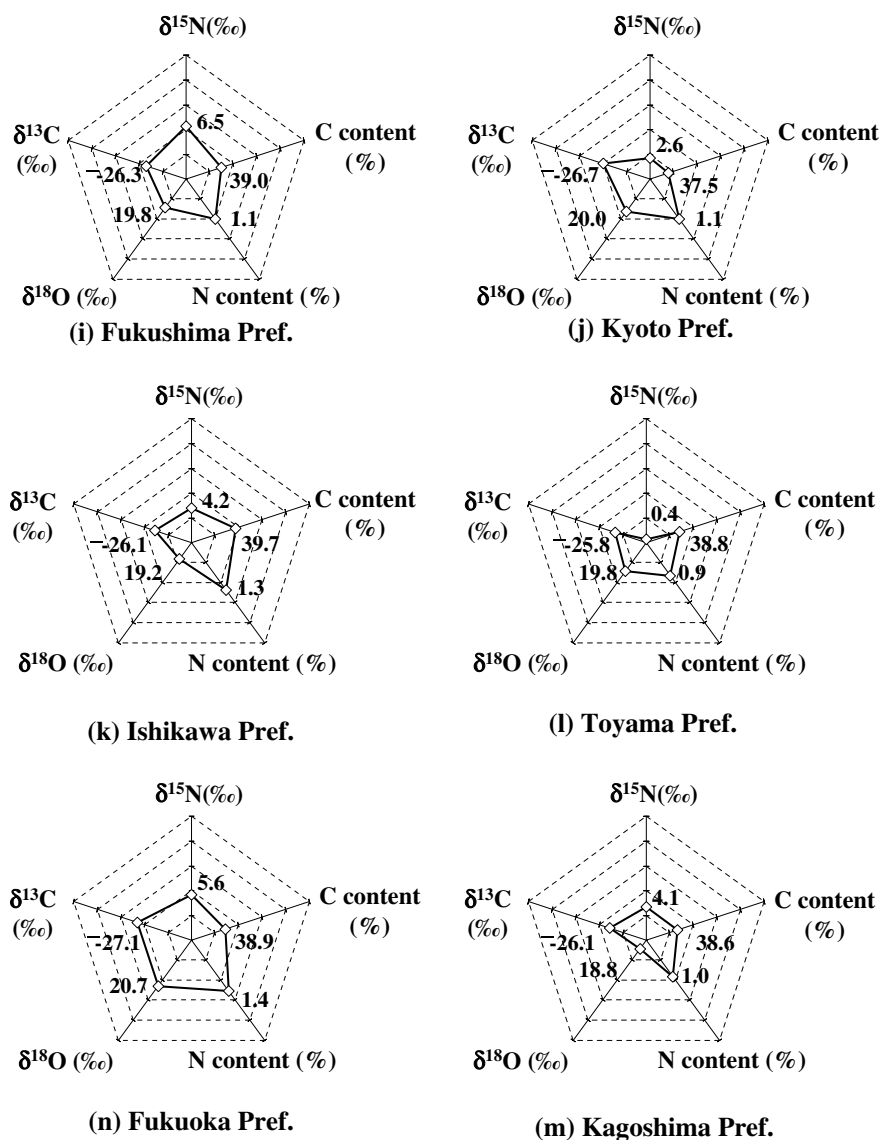 δ¹⁵N(‰)
δ¹³C
(‰)
C content
(%)
6.5
−-26.3
39.0
19.8
1.1
δ¹⁸O (‰)
N content (%)
(i) Fukushima Pref.
δ¹⁵N(‰)
δ¹³C
(‰)
C content
(%)
2.6
−-26.7
37.5
20.0
1.1
δ¹⁸O (‰)
N content (%)
(j) Kyoto Pref.
δ¹⁵N(‰)
δ¹³C
(‰)
C content
(%)
4.2
−-26.1
39.7
19.2
1.3
δ¹⁸O (‰)
N content (%)
(k) Ishikawa Pref.
δ¹⁵N(‰)
δ¹³C
(‰)
C content
(%)
0.4
−-25.8
38.8
19.8
0.9
δ¹⁸O (‰)
N content (%)
(l) Toyama Pref.
δ¹⁵N(‰)
δ¹³C
(‰)
C content
(%)
5.6
−-27.1
38.9
20.7
1.4
δ¹⁸O (‰)
N content (%)
(n) Fukuoka Pref.
δ¹⁵N(‰)
δ¹³C
(‰)
C content
(%)
4.1
−-26.1
38.6
18.8
1.0
δ¹⁸O (‰)
N content (%)
(m) Kagoshima Pref.